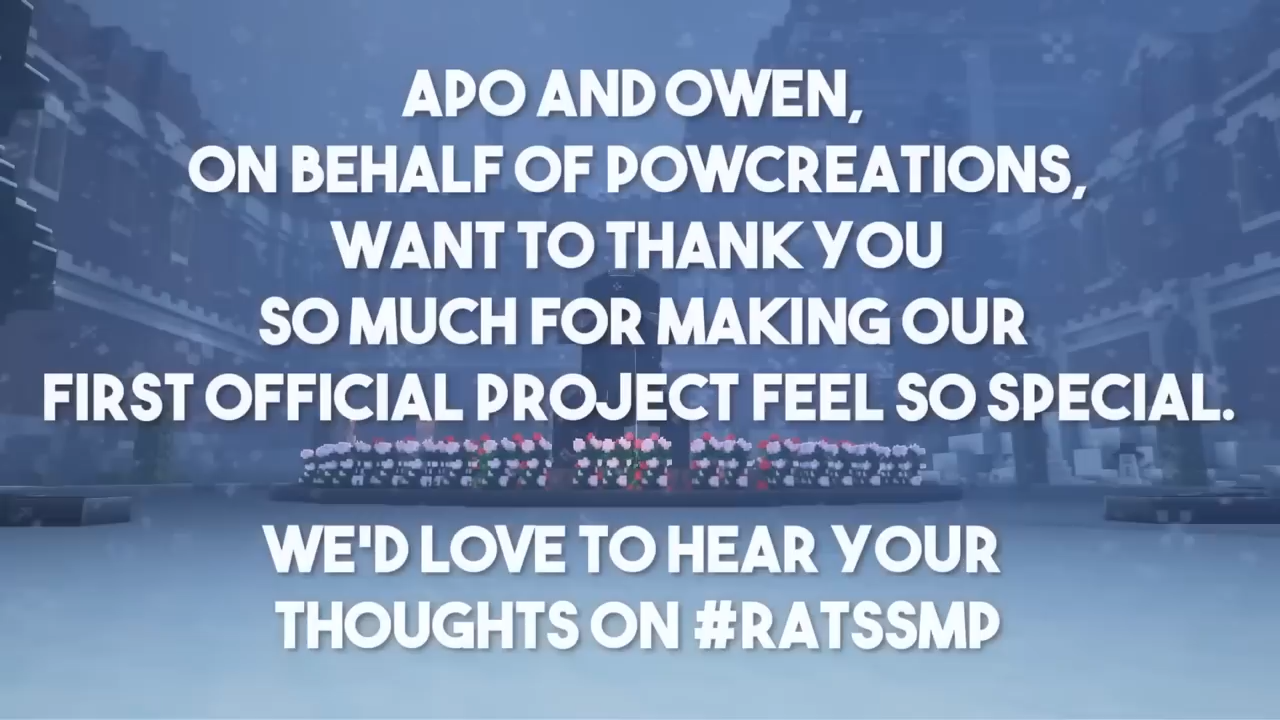 APO AND OWEN,
ON BEHALF OF POWCREATIONS,
WANT TO THANK YOU
SO MUCH FOR MAKING OUR
FIRST OFFICIAL PROJECT FEEL SO SPECIAL.
WE'D LOVE TO HEAR YOUR
THOUGHTS ON #RATSSMP